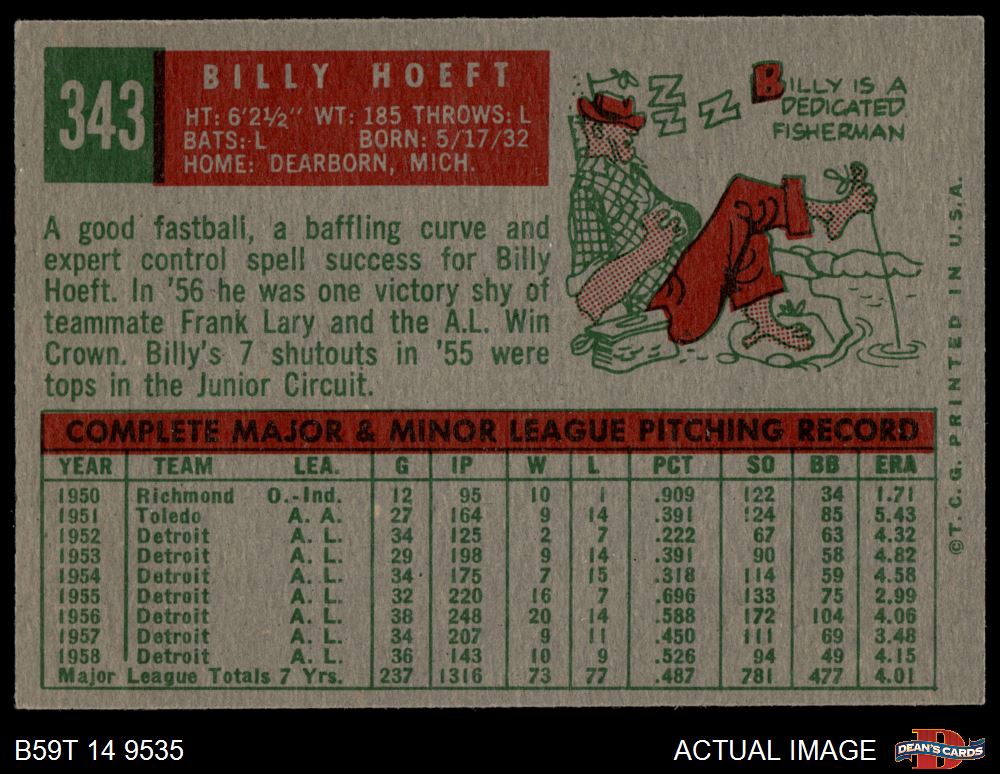 343
BILLY HOEFT
HT: 6'2½" WT: 185 THROWS: L
BATS: L BORN: 5/17/32
HOME: DEARBORN, MICH.
A good fastball, a baffling curve and
expert control spell success for Billy
Hoeft. In '56 he was one victory shy of
teammate Frank Lary and the A.L. Win
Crown. Billy's 7 shutouts in '55 were
tops in the Junior Circuit.
Z Z Z Z
BILLY IS A
DEDICATED
FISHERMAN
COMPLETE MAJOR & MINOR LEAGUE PITCHING RECORD
YEAR TEAM LEA. G IP W L PCT SO BB ERA
1950 Richmond O.-Ind. 12 95 10 1 .909 122 34 1.71
1951 Toledo A. A. 27 164 9 14 .391 124 85 5.43
1952 Detroit A. L. 34 125 2 7 .222 67 63 4.32
1953 Detroit A. L. 29 198 9 14 .391 90 58 4.82
1954 Detroit A. L. 34 175 7 15 .318 114 59 4.58
1955 Detroit A. L. 32 220 16 7 .696 133 75 2.99
1956 Detroit A. L. 38 248 20 14 .588 172 104 4.06
1957 Detroit A. L. 34 207 9 11 .450 111 69 3.48
1958 Detroit A. L. 36 143 10 9 .526 94 49 4.15
Major League Totals 7 Yrs. 237 1316 73 77 .487 781 477 4.01
©T. C. G. PRINTED IN U.S.A.
B59T 14 9535
ACTUAL IMAGE
D
DEAN'S CARDS